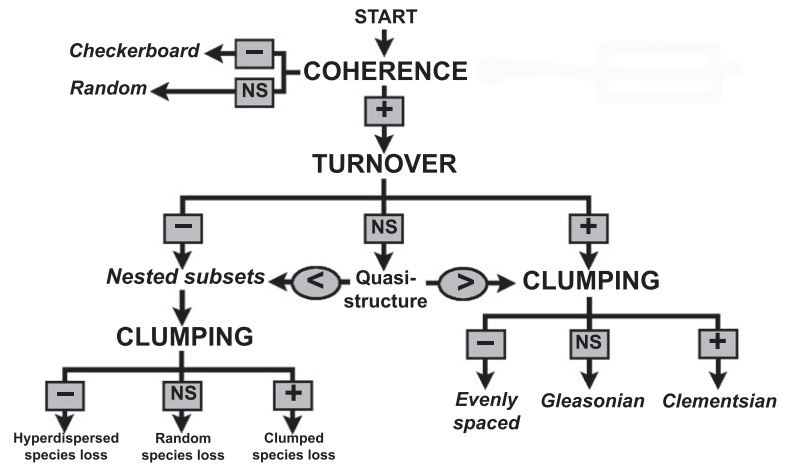 START
Checkerboard
−
COHERENCE
Random
NS
+
TURNOVER
−
NS
+
Nested subsets
<
Quasi-
structure
>
CLUMPING
CLUMPING
−
NS
+
Evenly
spaced
Gleasonian
Clementsian
−
NS
+
Hyperdispersed
species loss
Random
species loss
Clumped
species loss